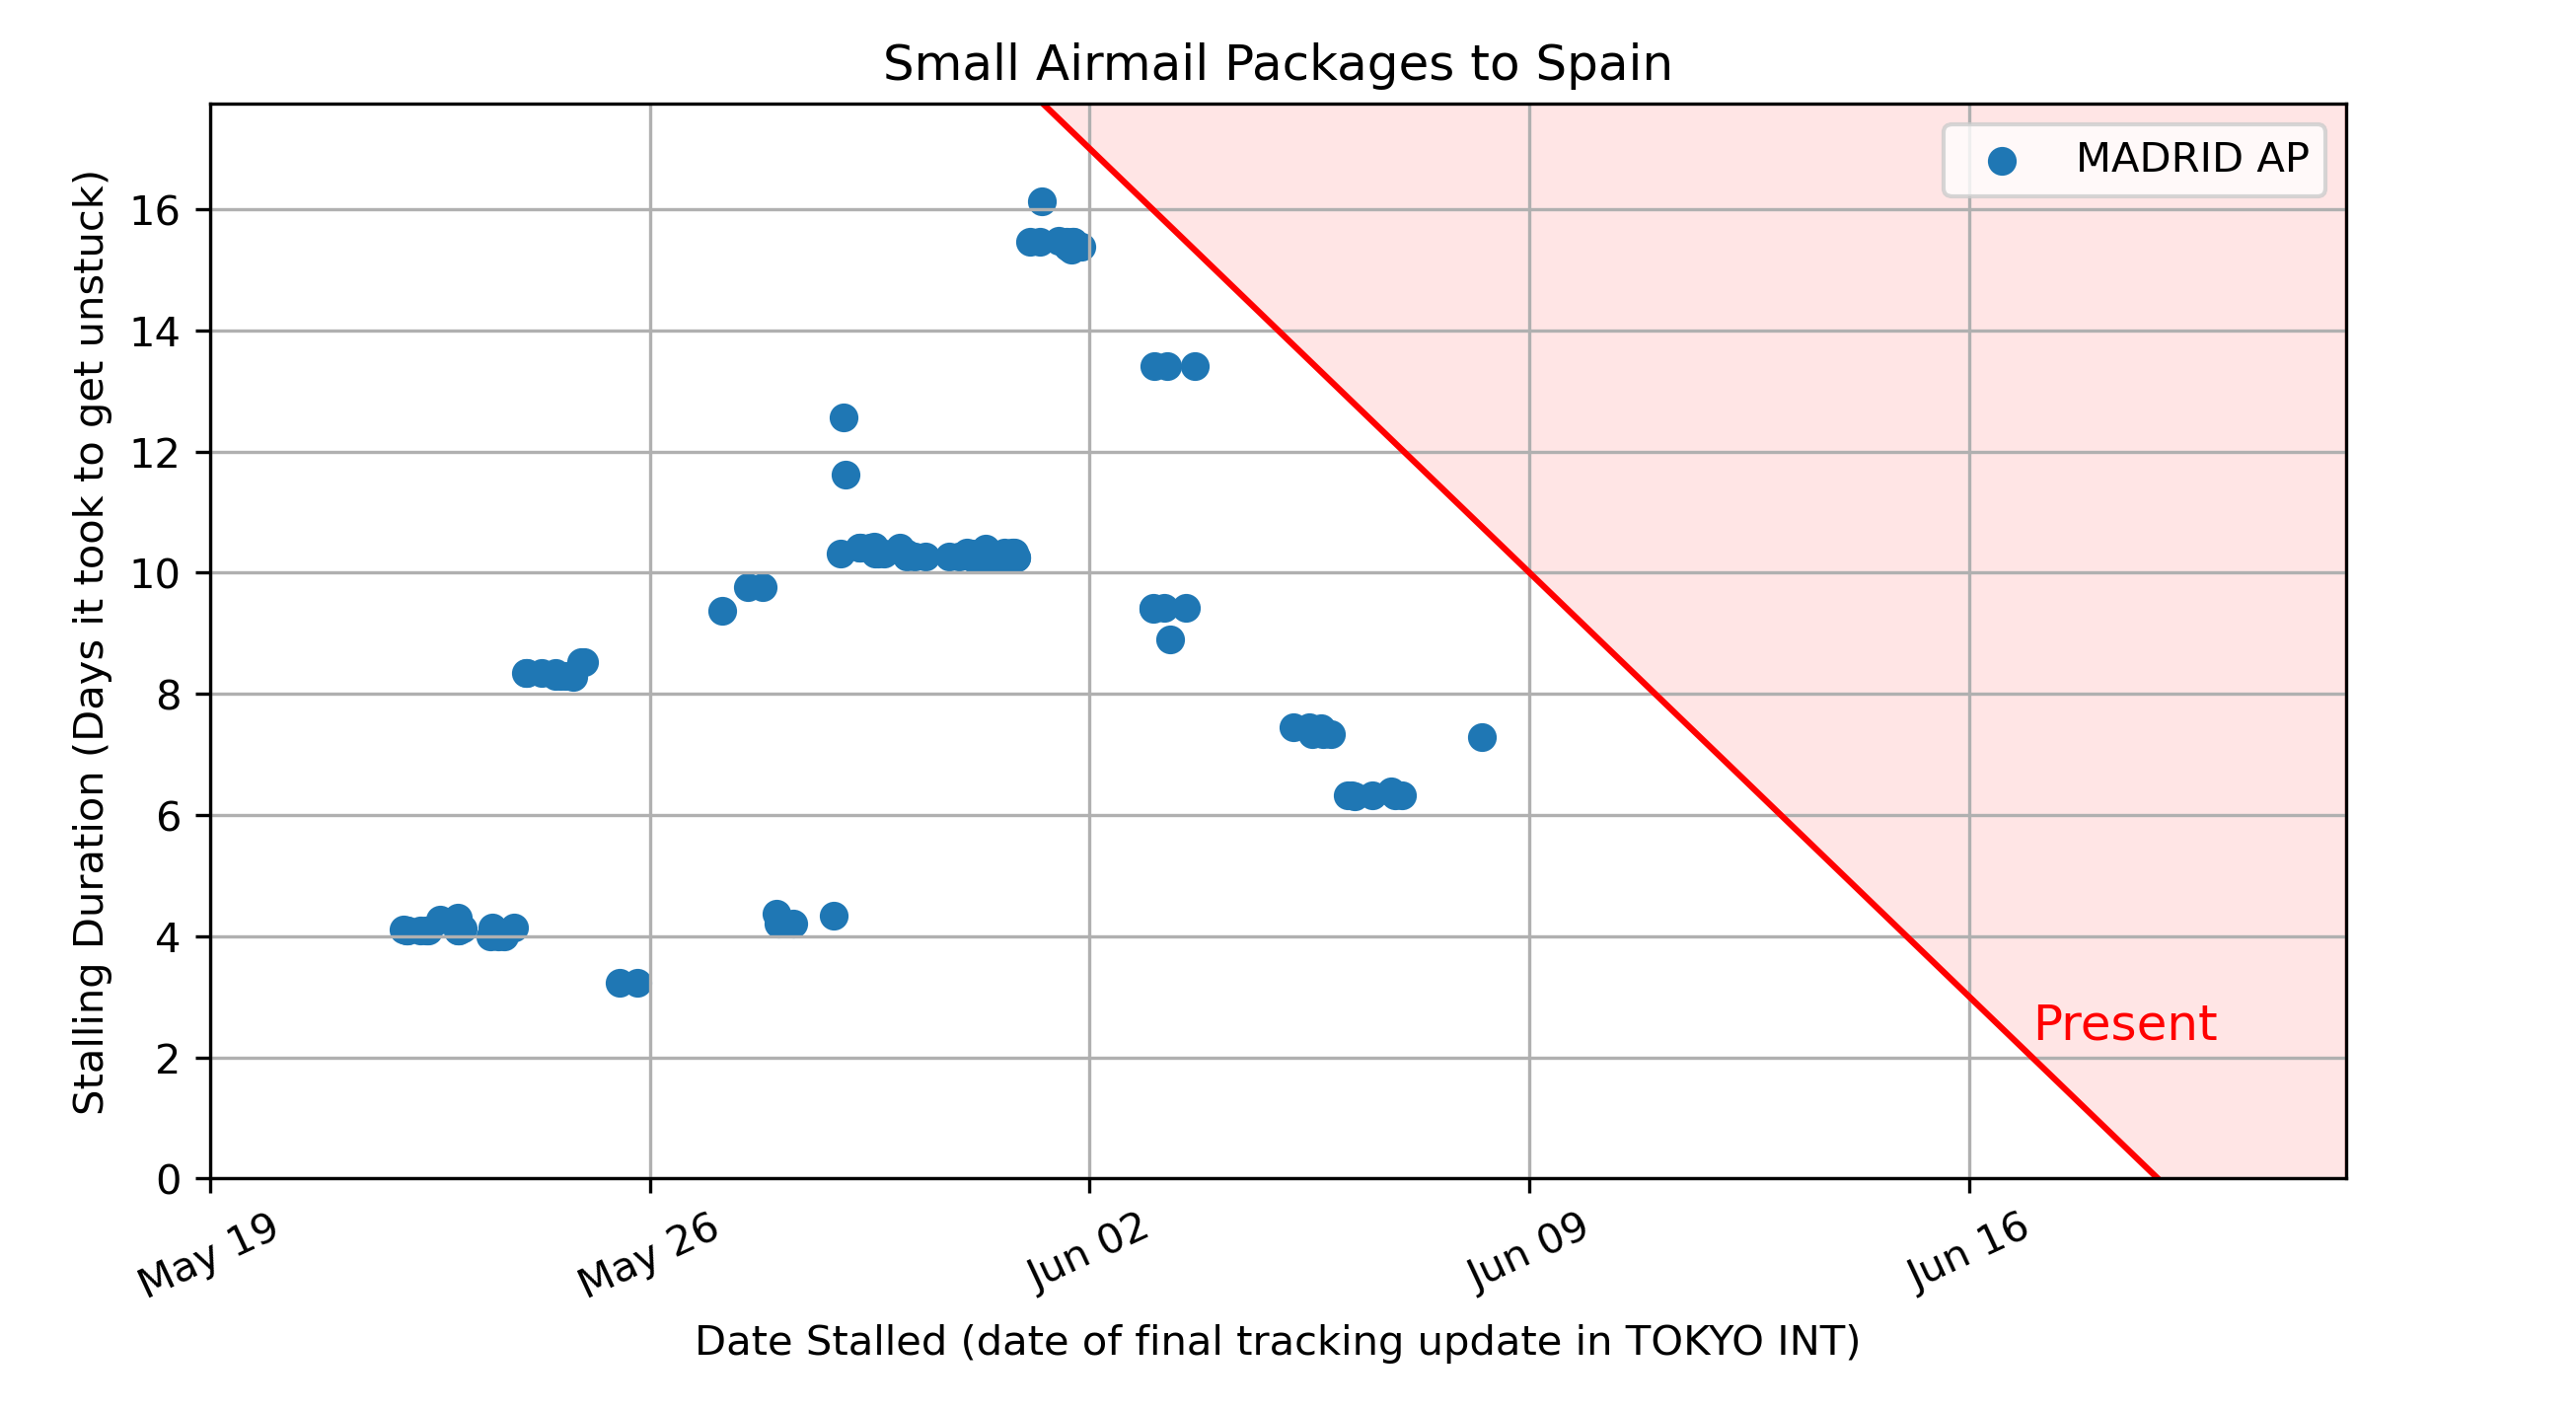 Small Airmail Packages to Spain
MADRID AP
Stalling Duration (Days it took to get unstuck)
16
14
12
10
8
6
4
2
0
Present
May 19
May 26
Jun 02
Jun 09
Jun 16
Date Stalled (date of final tracking update in TOKYO INT)